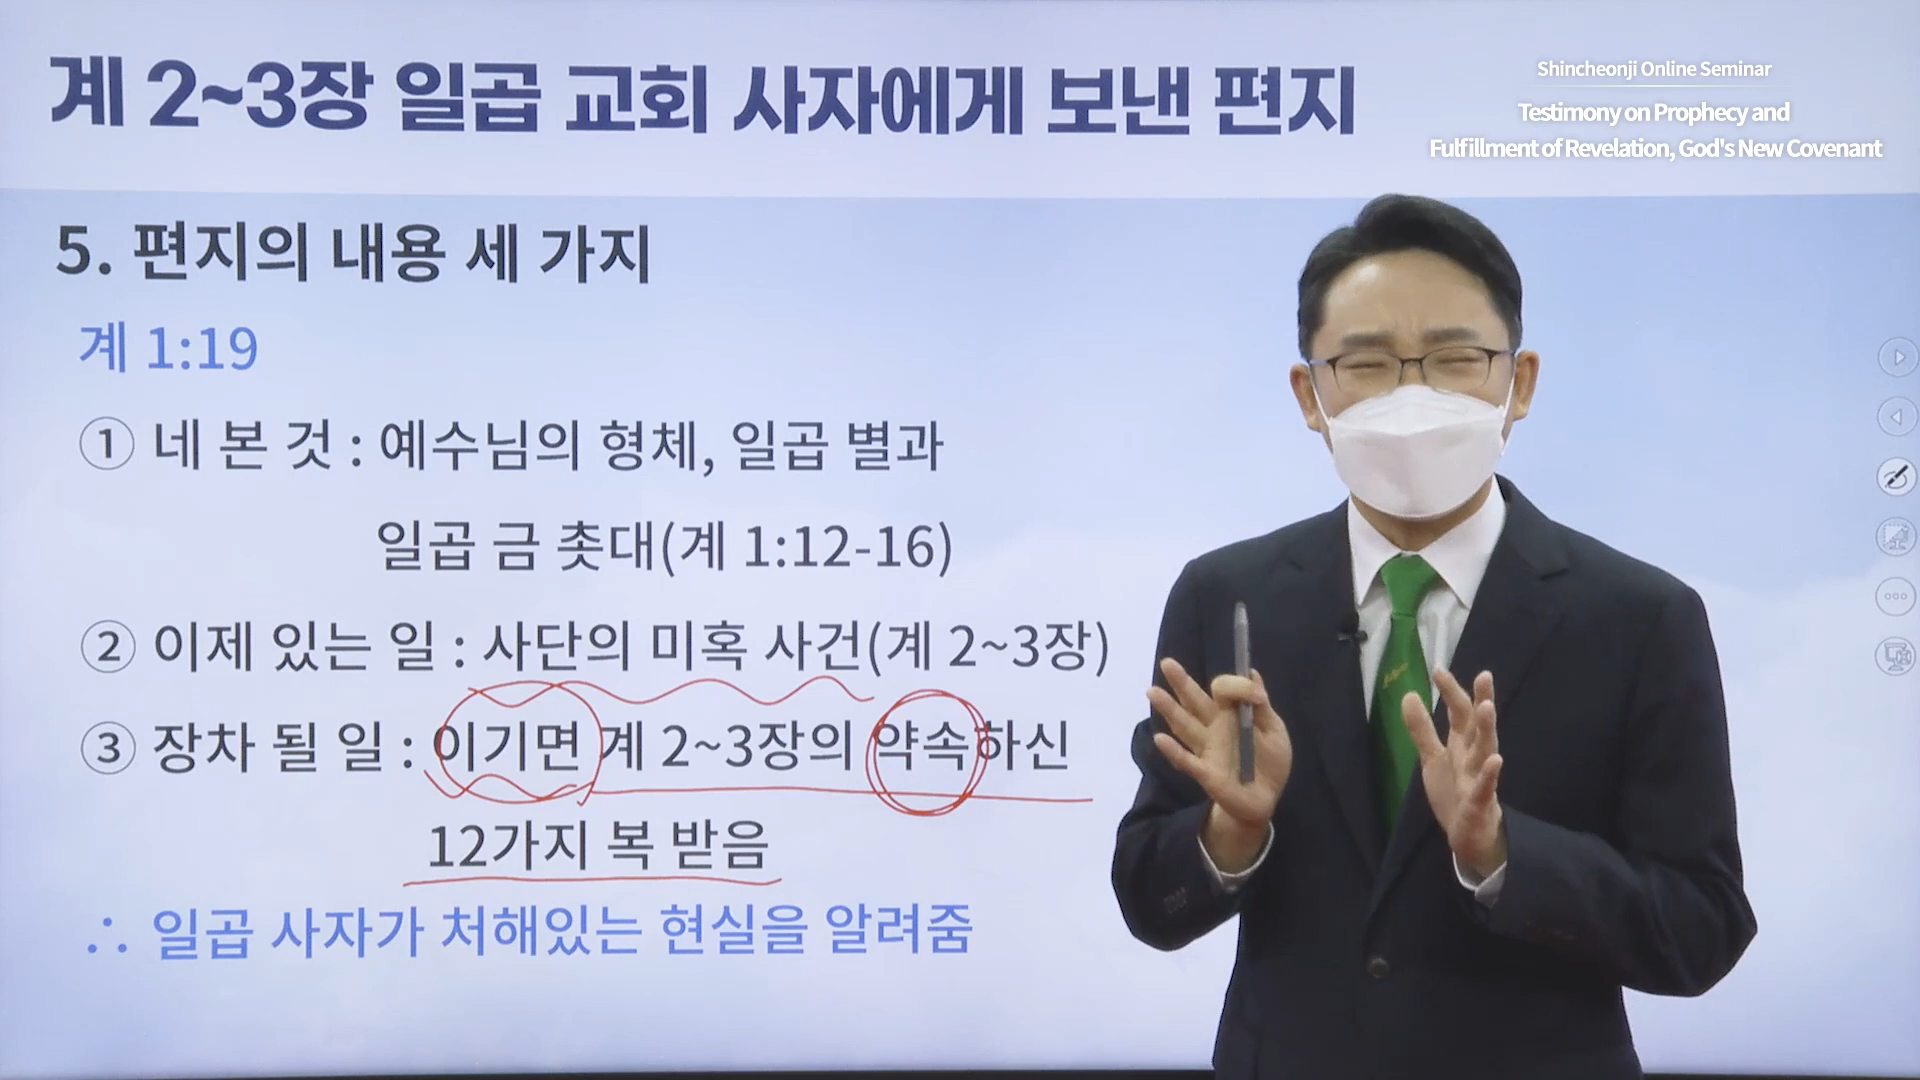 계 2~3장 일곱 교회 사자에게 보낸 편지
Shincheonji Online Seminar
Testimony on Prophecy and
Fulfillment of Revelation, God's New Covenant
5. 편지의 내용 세 가지
계 1:19
① 네 본 것 : 예수님의 형체, 일곱 별과
일곱 금 촛대(계 1:12-16)
② 이제 있는 일 : 사단의 미혹 사건(계 2~3장)
③ 장차 될 일 : 이기면 계 2~3장의 약속하신
12가지 복 받음
∴ 일곱 사자가 처해있는 현실을 알려줌